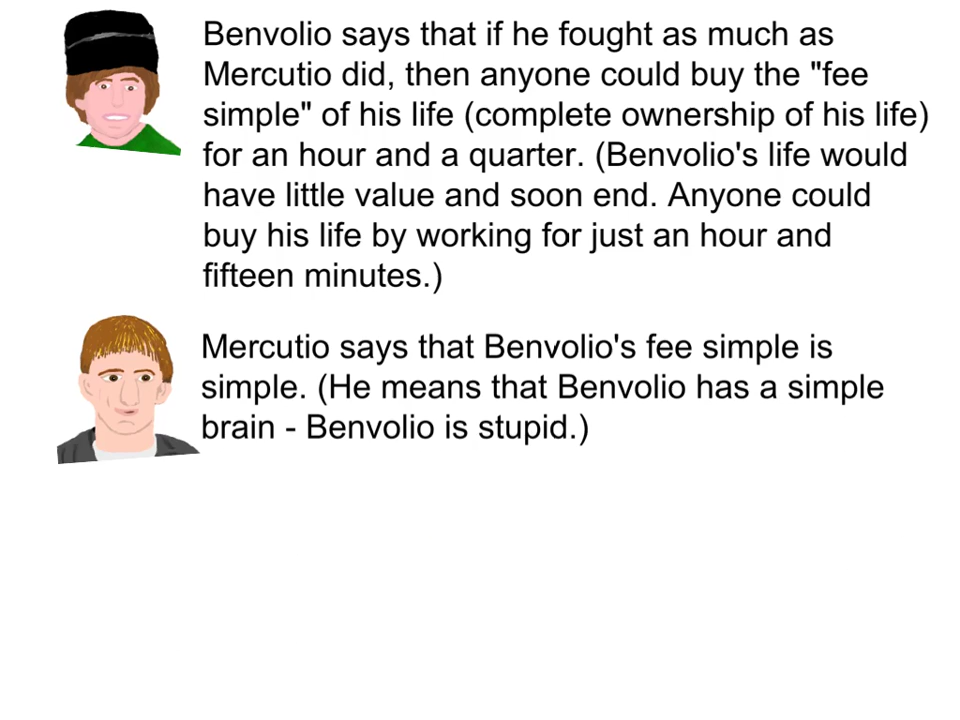 Benvolio says that if he fought as much as
Mercutio did, then anyone could buy the "fee
simple" of his life (complete ownership of his life)
for an hour and a quarter. (Benvolio's life would
have little value and soon end. Anyone could
buy his life by working for just an hour and
fifteen minutes.)
Mercutio says that Benvolio's fee simple is
simple. (He means that Benvolio has a simple
brain - Benvolio is stupid.)